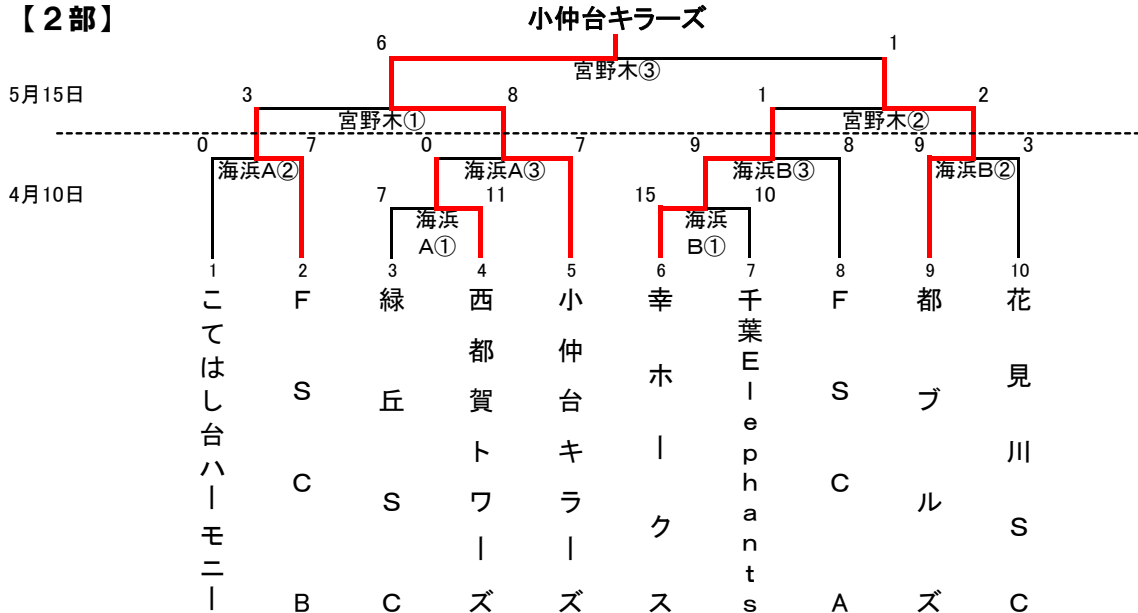 【２部】
小仲台キラーズ
6
1
宮野木③
5月15日
3
8
1
2
宮野木①
宮野木②
0
7
0
7
9
8
9
3
海浜A②
海浜A③
海浜B③
海浜B②
4月10日
7
11
15
10
海浜
A①
海浜
B①
1
2
3
4
5
6
7
8
9
10
こてはし台ハーモニー
ＦＳＣＢ
緑丘ＳＣ
西都賀トワーズ
小仲台キラーズ
幸ホークス
千葉Ｅｌｅｐｈａｎｔｓ
ＦＳＣＡ
都ブルズ
花見川ＳＣ